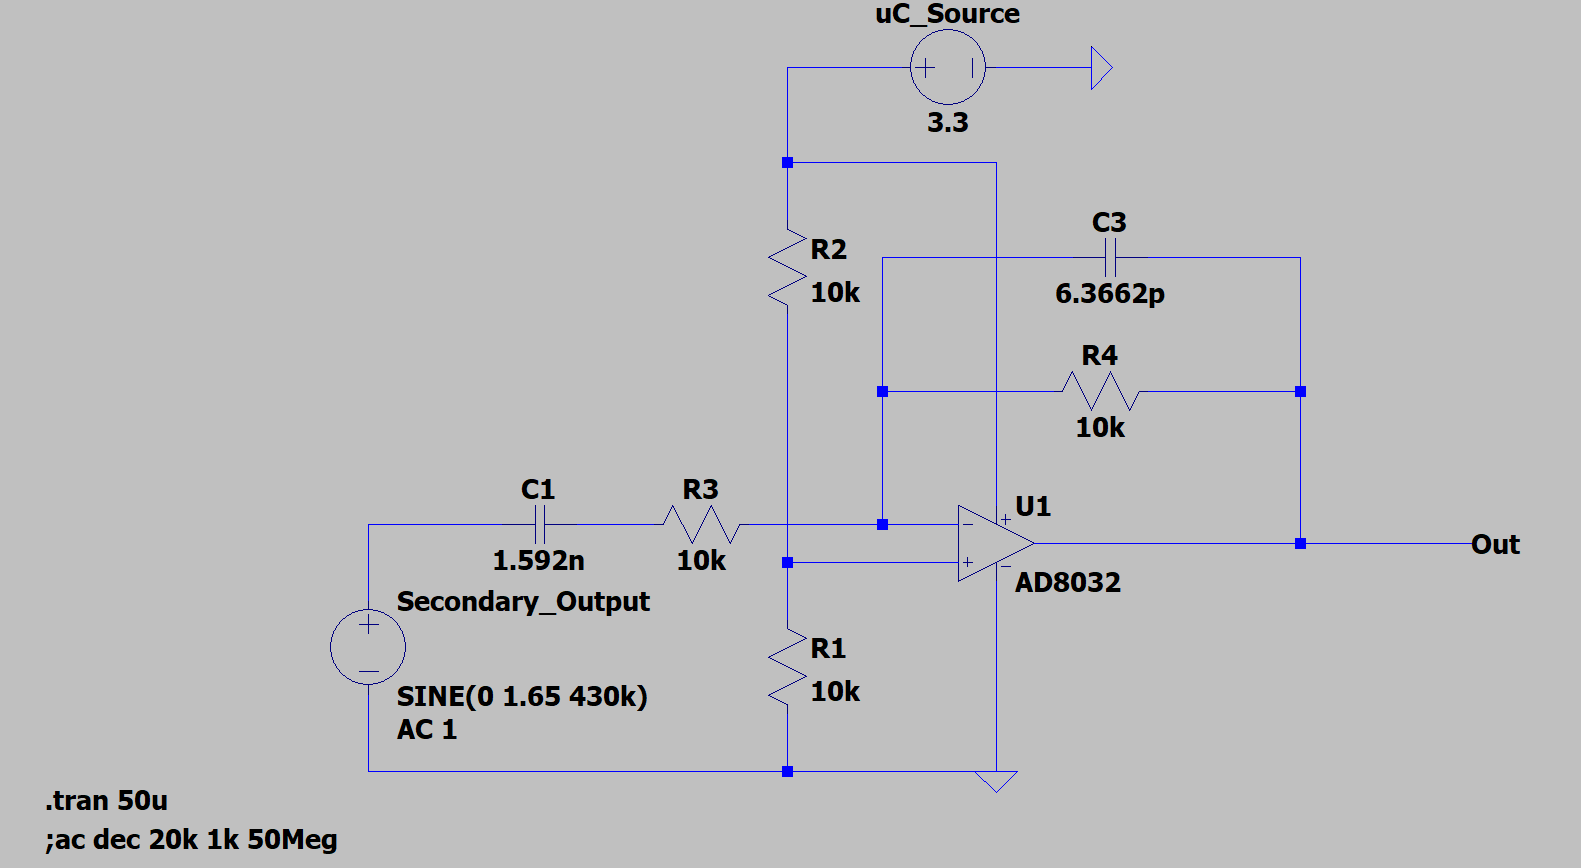 uC_Source
3.3
R2
10k
C3
6.3662p
R4
10k
C1
1.592n
R3
10k
U1
AD8032
Out
Secondary_Output
SINE(0 1.65 430k)
AC 1
R1
10k
.tran 50u
;ac dec 20k 1k 50Meg